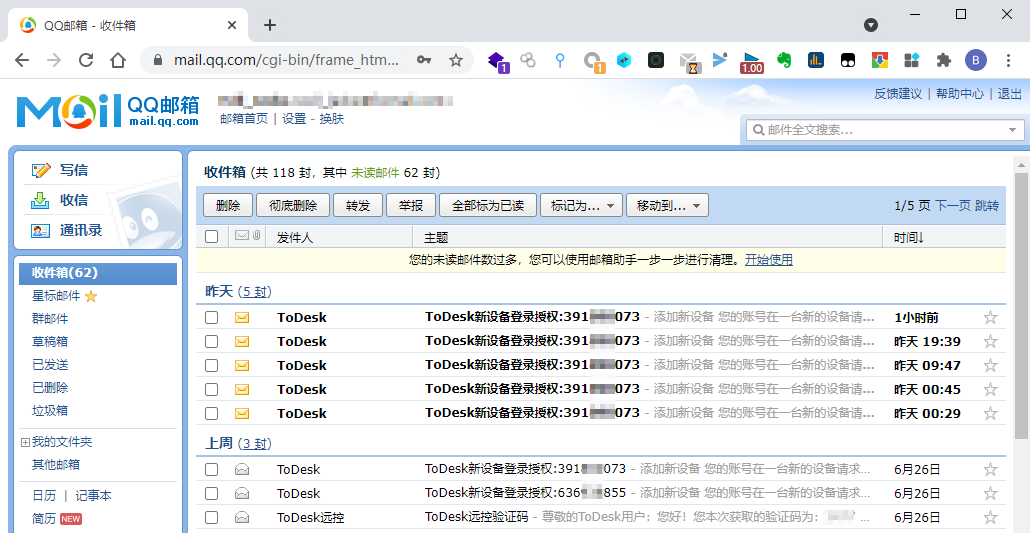 QQ邮箱 - 收件箱
mail.qq.com/cgi-bin/frame_htm...
1
1
1.00
B
Mail QQ邮箱
mail.qq.com
反馈建议 | 帮助中心 | 退出
邮箱首页 | 设置 - 换肤
邮件全文搜索...
写信
收信
通讯录
收件箱(62)
星标邮件
群邮件
草稿箱
已发送
已删除
垃圾箱
我的文件夹
其他邮箱
日历 | 记事本
简历 NEW
收件箱 (共 118 封, 其中 未读邮件 62 封)
删除 彻底删除 转发 举报 全部标为已读 标记为... 移动到... 1/5 页 下一页 跳转
发件人 主题 时间↓
您的未读邮件数过多，您可以使用邮箱助手一步一步进行清理。开始使用
昨天 (5 封)
ToDesk ToDesk新设备登录授权:391 073 - 添加新设备 您的账号在一台新的设备请... 1小时前
ToDesk ToDesk新设备登录授权:391 073 - 添加新设备 您的账号在一台新的设备请... 昨天 19:39
ToDesk ToDesk新设备登录授权:391 073 - 添加新设备 您的账号在一台新的设备请... 昨天 09:47
ToDesk ToDesk新设备登录授权:391 073 - 添加新设备 您的账号在一台新的设备请... 昨天 00:45
ToDesk ToDesk新设备登录授权:391 073 - 添加新设备 您的账号在一台新的设备请... 昨天 00:29
上周 (3 封)
ToDesk ToDesk新设备登录授权:391 073 - 添加新设备 您的账号在一台新的设备请求... 6月26日
ToDesk ToDesk新设备登录授权:636 855 - 添加新设备 您的账号在一台新的设备请求... 6月26日
ToDesk远控 ToDesk远控验证码 - 尊敬的ToDesk用户：您好！您本次获取的验证码为： ... 6月26日